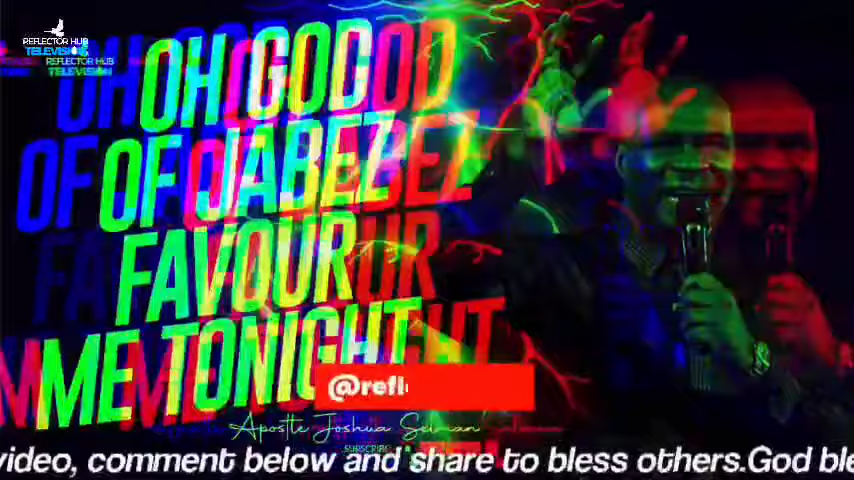 REFLECTOR HUB
TELEVISION
REFLECTOR HUB
TELEVISION
OH! GOD
OF JABEZ
FAVOUR
ME TONIGHT
@refl
Apostle Joshua Selman
SUBSCRIBE
video, comment below and share to bless others.God ble